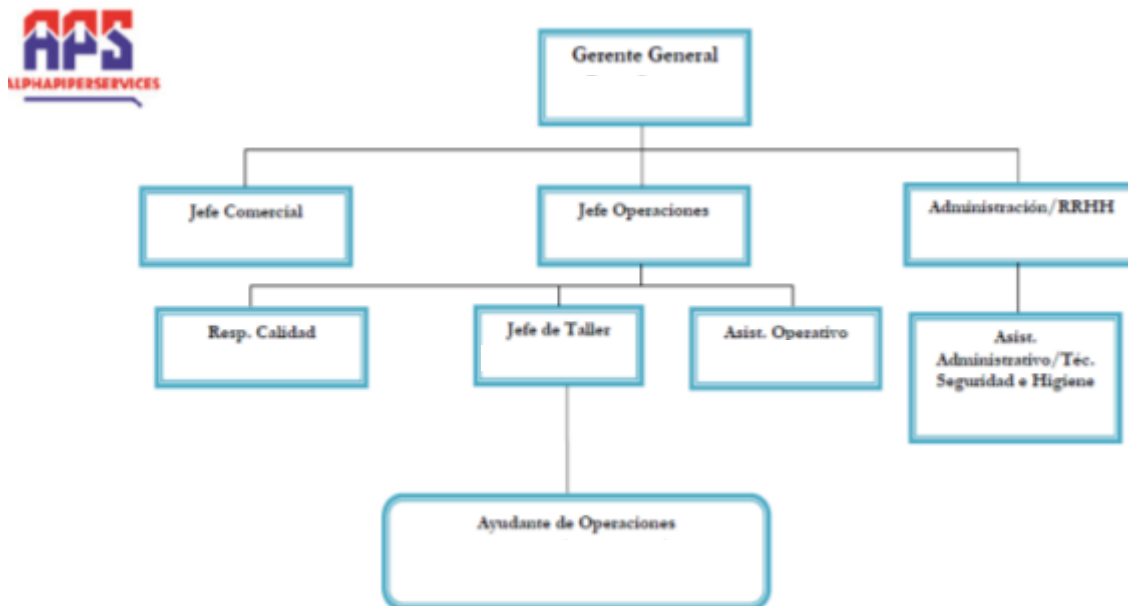 APS
ALPHAPIPERSERVICES
Gerente General
Jefe Comercial
Jefe Operaciones
Administración/RRHH
Resp. Calidad
Jefe de Taller
Asist. Operativo
Asist.
Administrativo/Téc.
Seguridad e Higiene
Ayudante de Operaciones